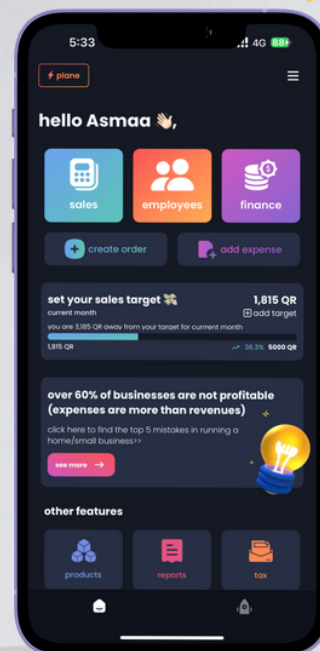 5:33
4G 88
plane
hello Asmaa 👋🏻,
sales
employees
finance
create order
add expense
set your sales target 💸
1,815 QR
current month
add target
you are 3,185 QR away from your target for currrent month
1,815 QR
36.3% 5000 QR
over 60% of businesses are not profitable
(expenses are more than revenues)
click here to find the top 5 mistakes in running a
home/small business>>
see more →
other features
products
reports
tax